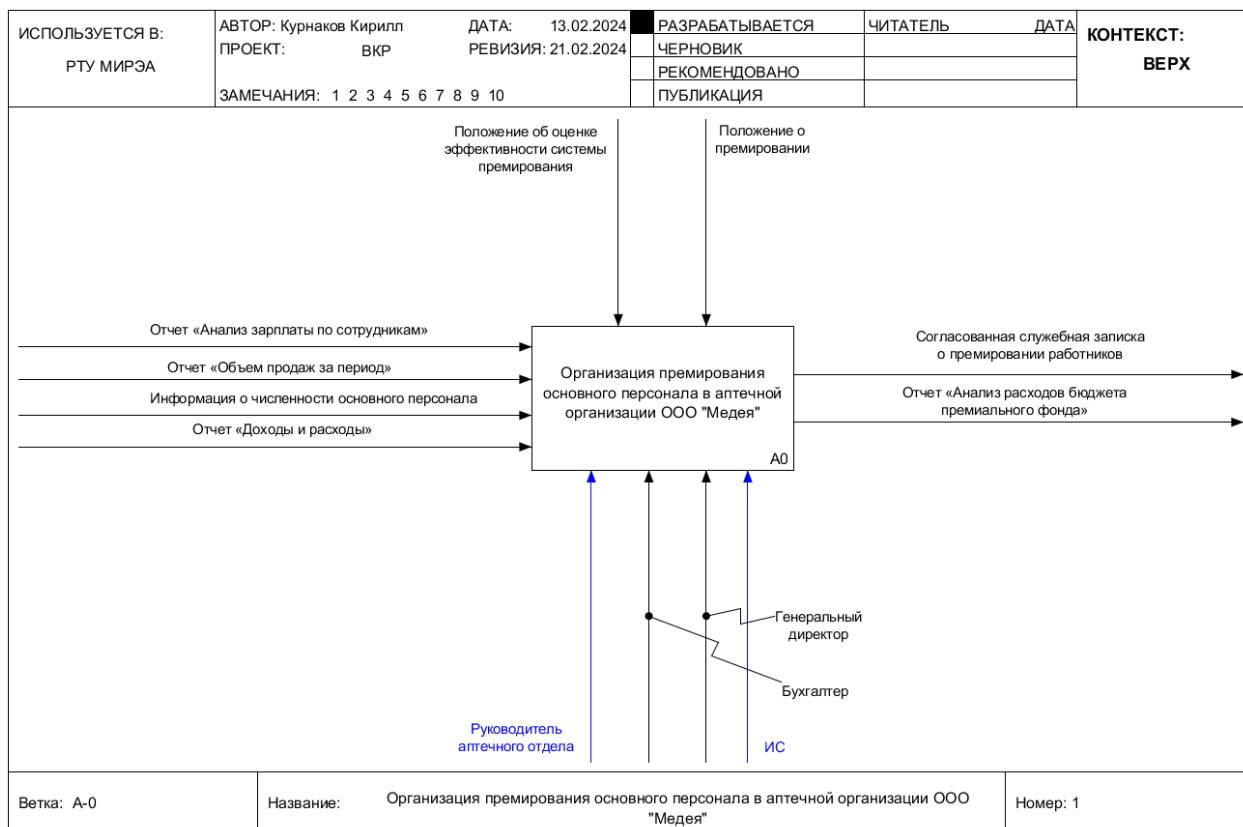 ИСПОЛЬЗУЕТСЯ В:
РТУ МИРЭА
АВТОР: Курнаков Кирилл ДАТА: 13.02.2024
ПРОЕКТ: ВКР РЕВИЗИЯ: 21.02.2024
ЗАМЕЧАНИЯ: 1 2 3 4 5 6 7 8 9 10
РАЗРАБАТЫВАЕТСЯ
ЧЕРНОВИК
РЕКОМЕНДОВАНО
ПУБЛИКАЦИЯ
ЧИТАТЕЛЬ ДАТА
КОНТЕКСТ:
ВЕРХ
Положение об оценке
эффективности системы
премирования
Положение о
премировании
Отчет «Анализ зарплаты по сотрудникам»
Отчет «Объем продаж за период»
Информация о численности основного персонала
Отчет «Доходы и расходы»
Организация премирования
основного персонала в аптечной
организации ООО "Медея"
A0
Согласованная служебная записка
о премировании работников
Отчет «Анализ расходов бюджета
премиального фонда»
Генеральный
директор
Бухгалтер
Руководитель
аптечного отдела
ИС
Ветка: A-0
Название: Организация премирования основного персонала в аптечной организации ООО
"Медея"
Номер: 1